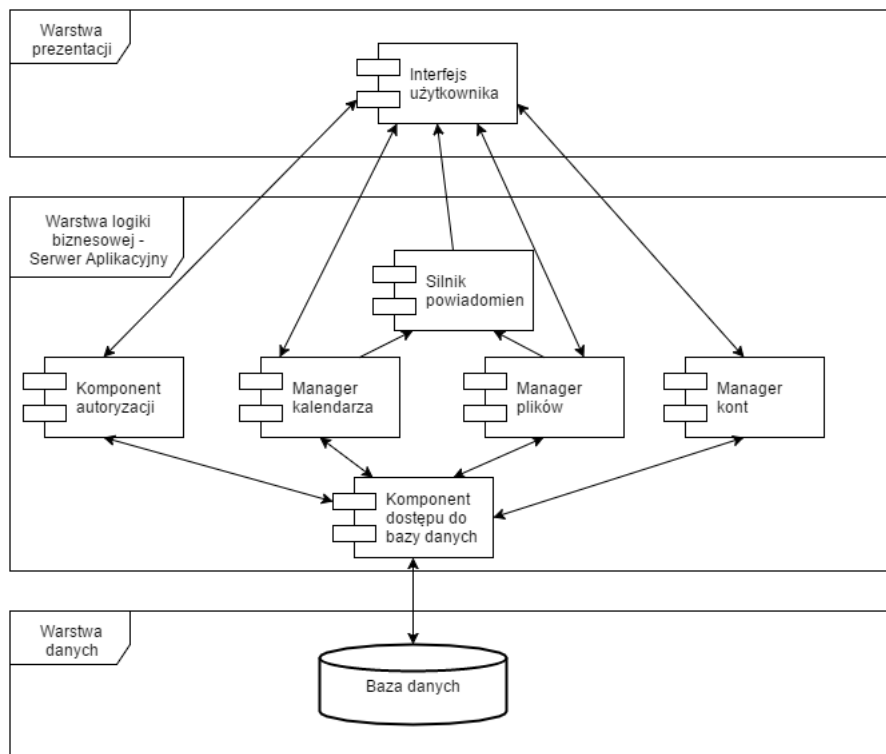 Warstwa
prezentacji
Interfejs
użytkownika
Warstwa logiki
biznesowej -
Serwer Aplikacyjny
Silnik
powiadomien
Komponent
autoryzacji
Manager
kalendarza
Manager
plików
Manager
kont
Komponent
dostępu do
bazy danych
Warstwa
danych
Baza danych